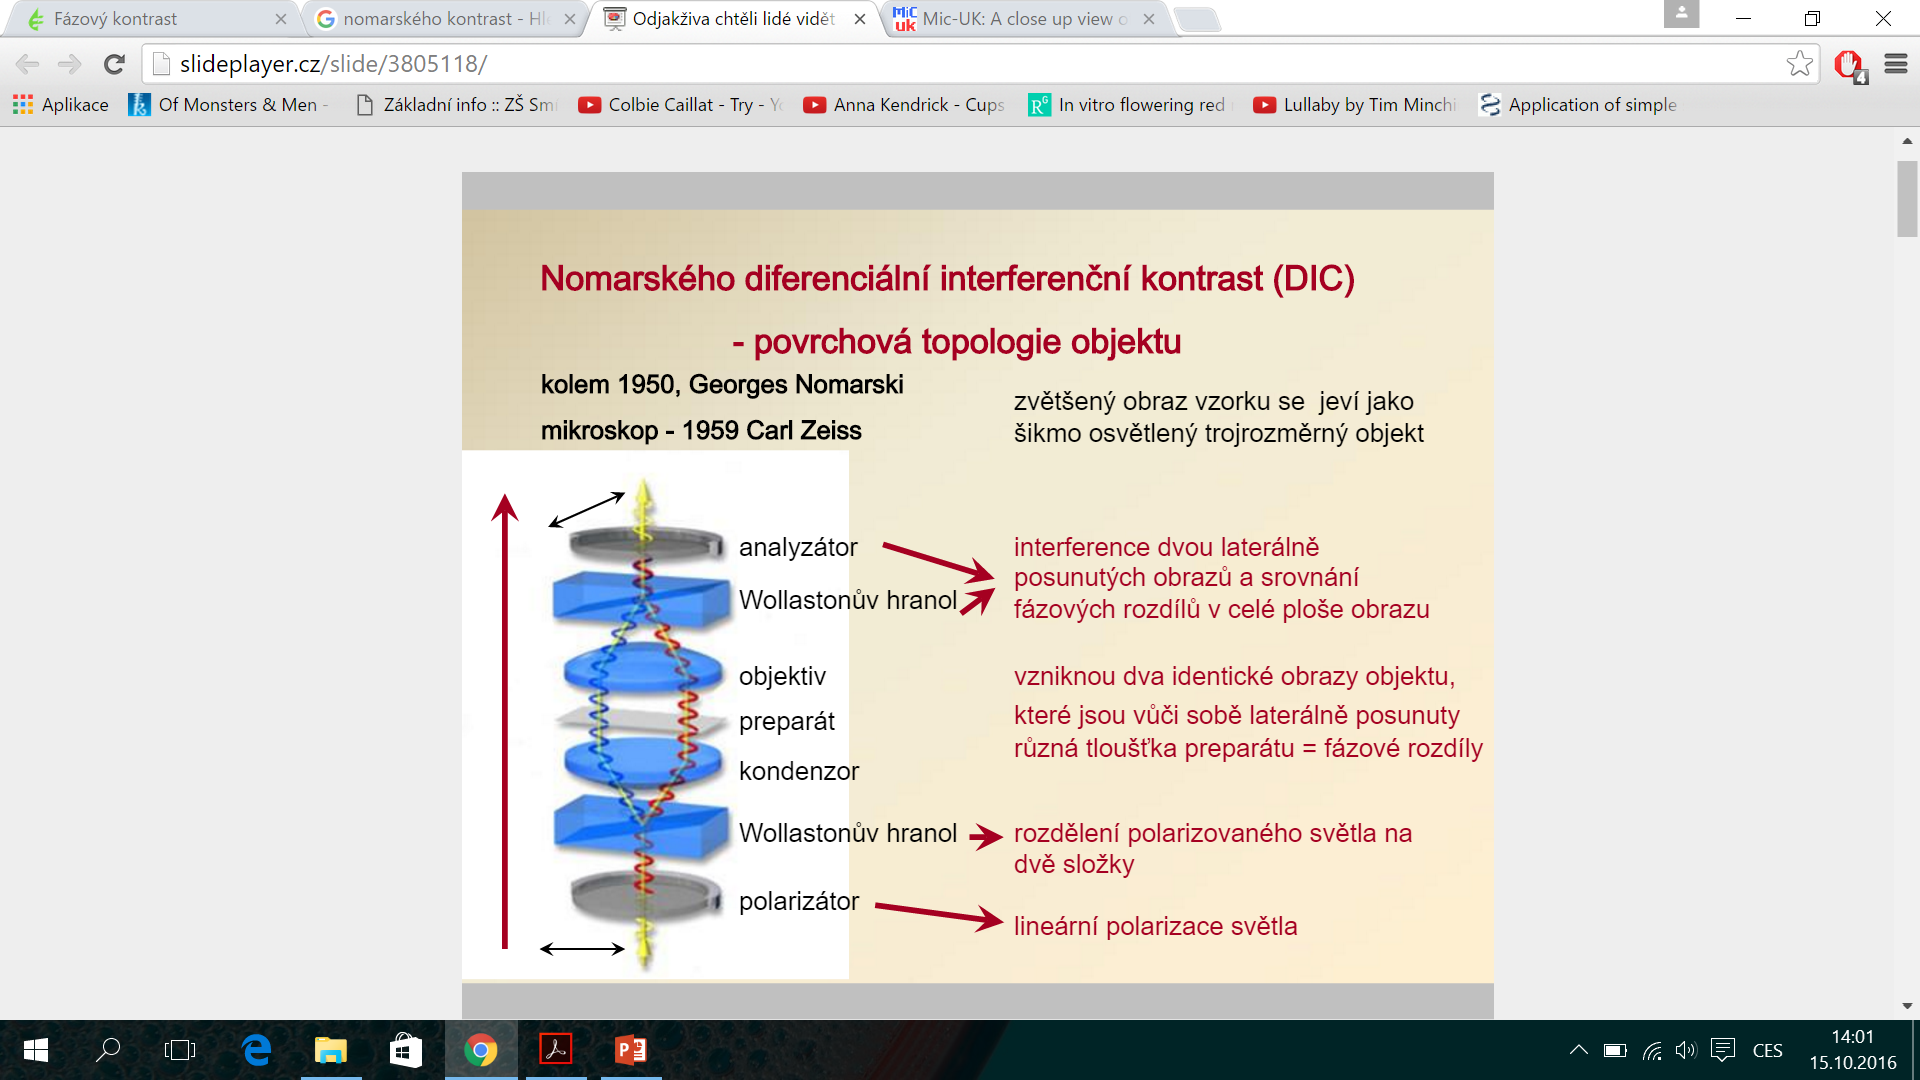 Fázový kontrast
nomarského kontrast - Hle
Odjakživa chtěli lidé vidět
Mic-UK: A close up view o
slideplayer.cz/slide/3805118/
4
Aplikace
Of Monsters & Men -
Základní info :: ZŠ Smí
Colbie Caillat - Try - Yo
Anna Kendrick - Cups
In vitro flowering red
Lullaby by Tim Minchi
Application of simple
Nomarského diferenciální interferenční kontrast (DIC)
- povrchová topologie objektu
kolem 1950, Georges Nomarski
mikroskop - 1959 Carl Zeiss
zvětšený obraz vzorku se jeví jako
šikmo osvětlený trojrozměrný objekt
analyzátor
Wollastonův hranol
interference dvou laterálně
posunutých obrazů a srovnání
fázových rozdílů v celé ploše obrazu
objektiv
preparát
kondenzor
vzniknou dva identické obrazy objektu,
které jsou vůči sobě laterálně posunuty
různá tloušťka preparátu = fázové rozdíly
Wollastonův hranol
rozdělení polarizovaného světla na
dvě složky
polarizátor
lineární polarizace světla
CES
14:01
15.10.2016